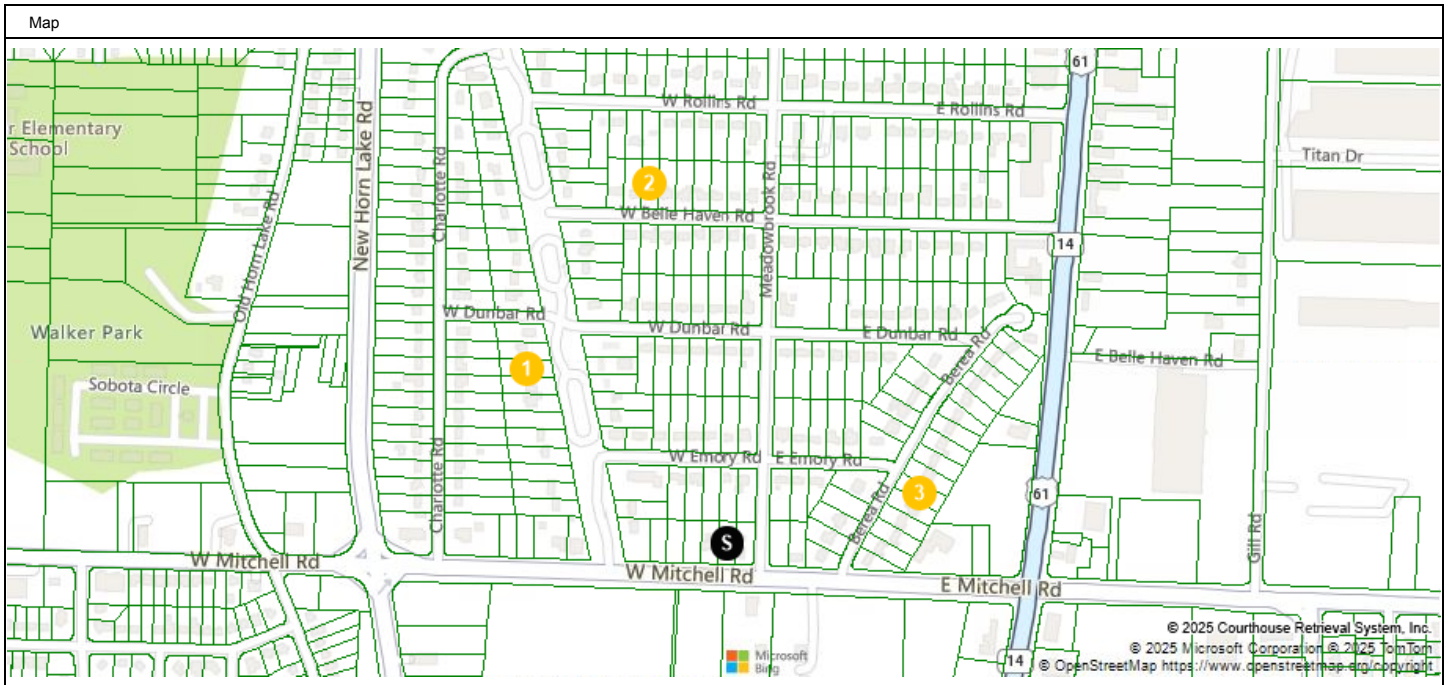 Map
61
W Rollins Rd
E Rollins Rd
r Elementary
School
New Horn Lake Rd
Charlotte Rd
Titan Dr
2
Meadowbrook Rd
W Belle Haven Rd
Old Horn Lake Rd
14
W Dunbar Rd
W Dunbar Rd
E Dunbar Rd
Walker Park
Berea Rd
E Belle Haven Rd
1
Sobota Circle
Charlotte Rd
W Emory Rd
E Emory Rd
3
61
Berea Rd
Gill Rd
S
W Mitchell Rd
W Mitchell Rd
E Mitchell Rd
© 2025 Courthouse Retrieval System, Inc.
© 2025 Microsoft Corporation © 2025 TomTom
© OpenStreetMap https://www.openstreetmap.org/copyright
14
Microsoft
Bing